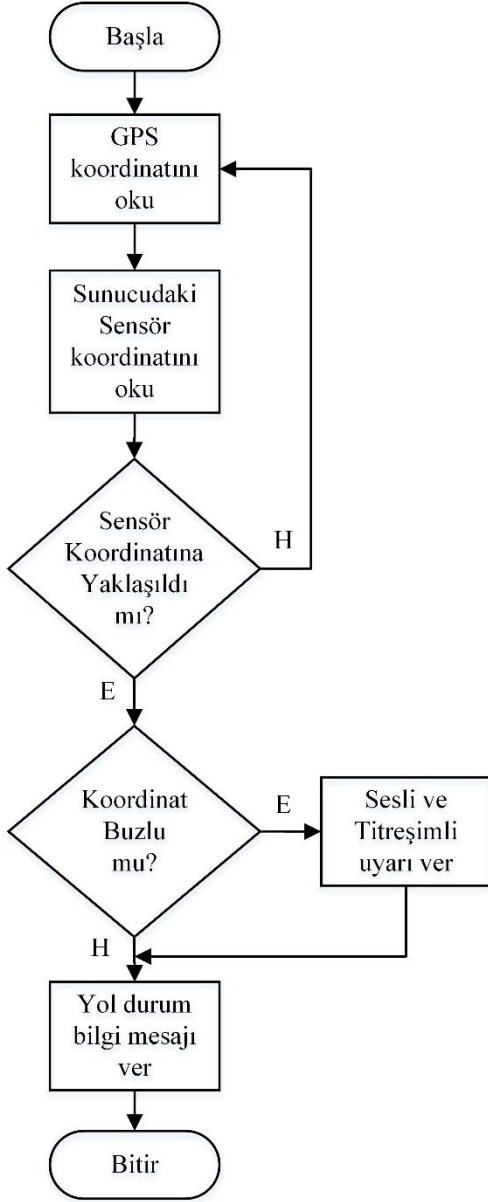 Başla
GPS
koordinatını
oku
Sunucudaki
Sensör
koordinatını
oku
Sensör
Koordinatına
Yaklaşıldı
mı?
H
E
Koordinat
Buzlu
mu?
E
Sesli ve
Titreşimli
uyarı ver
H
Yol durum
bilgi mesajı
ver
Bitir